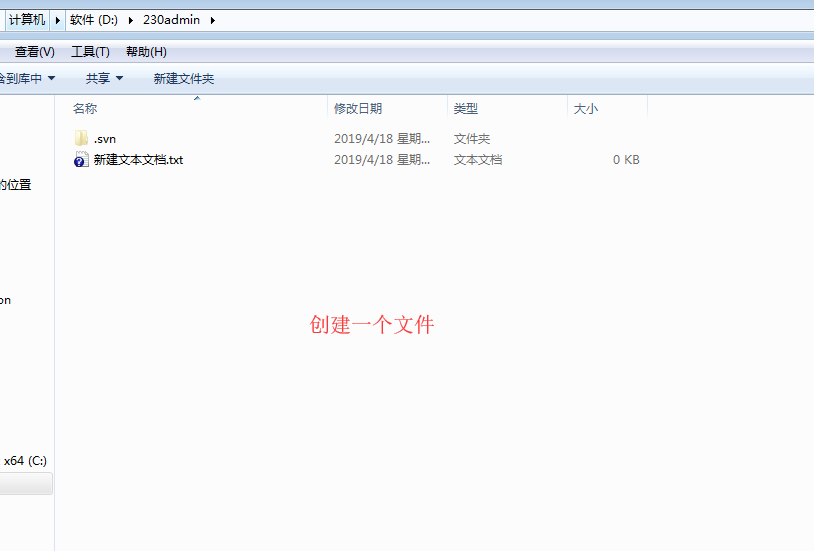 计算机 软件 (D:) 230admin
查看(V) 工具(T) 帮助(H)
含到库中 共享 新建文件夹
名称 修改日期 类型 大小
.svn 2019/4/18 星期... 文件夹
新建文本文档.txt 2019/4/18 星期... 文本文档 0 KB
的位置
on
创建一个文件
x64 (C:)